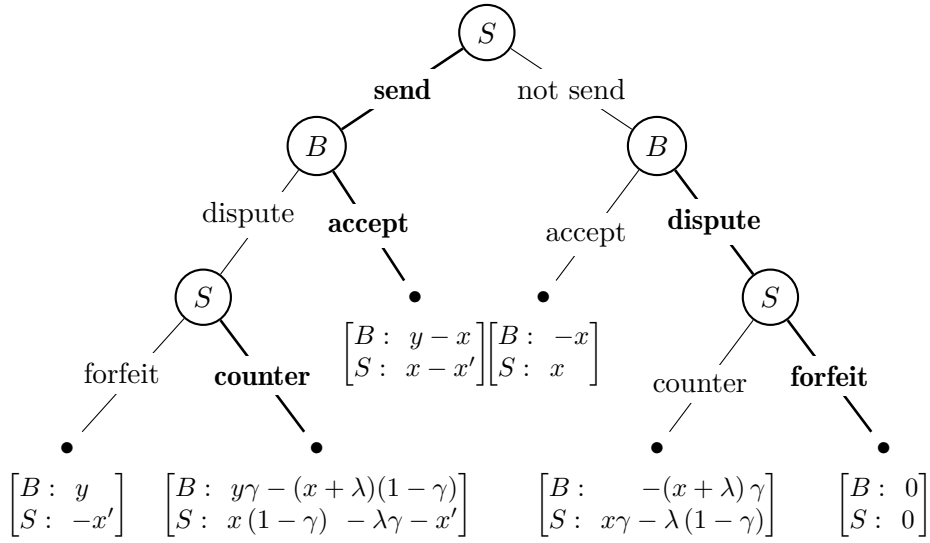 S
send not send
B B
dispute accept accept dispute
S S
[B : y − x] [B : −x]
[S : x − x′] [S : x]
forfeit counter counter forfeit
[B : y] [B : yγ − (x + λ)(1 − γ)] [B : −(x + λ) γ] [B : 0]
[S : −x′] [S : x (1 − γ) − λγ − x′] [S : xγ − λ (1 − γ)] [S : 0]